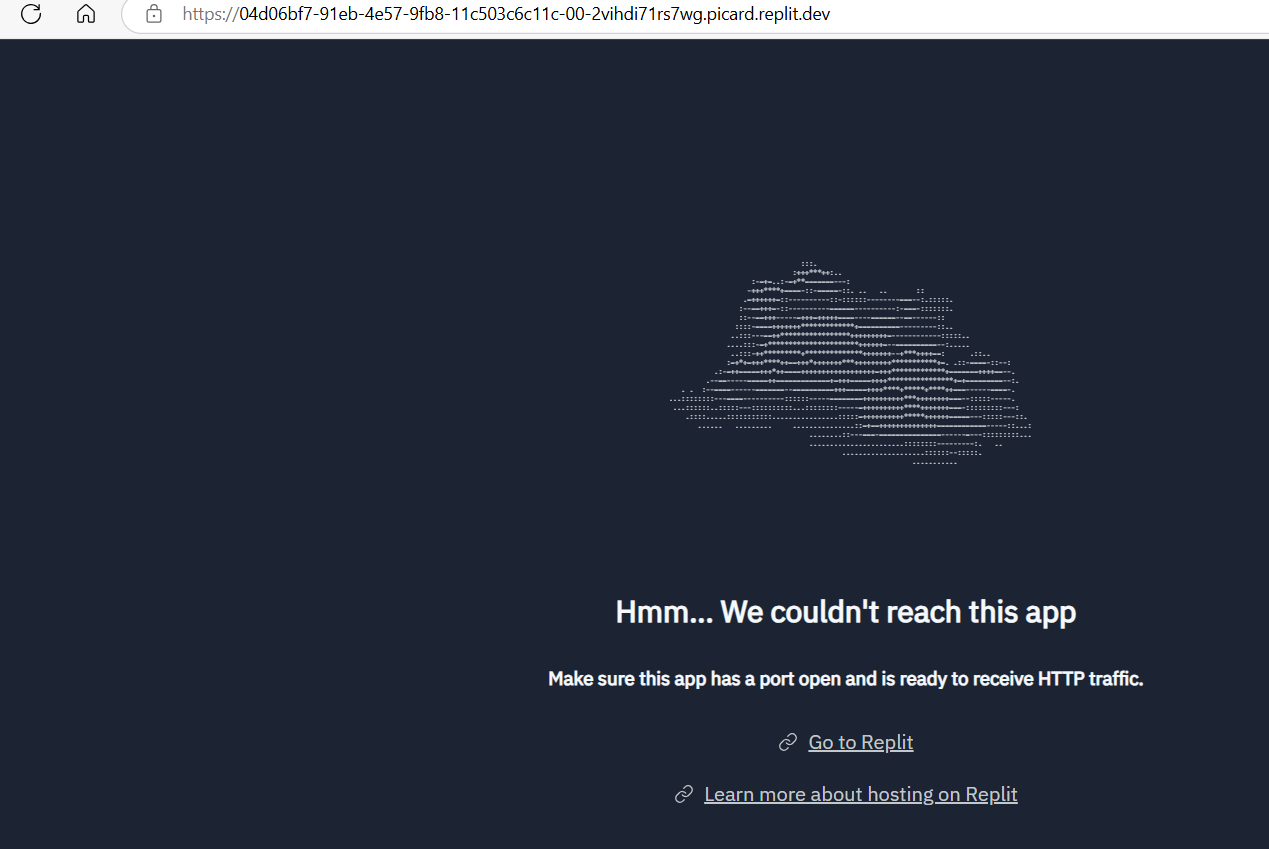 https://04d06bf7-91eb-4e57-9fb8-11c503c6c11c-00-2vihdi71rs7wg.picard.replit.dev
Hmm... We couldn't reach this app
Make sure this app has a port open and is ready to receive HTTP traffic.
Go to Replit
Learn more about hosting on Replit